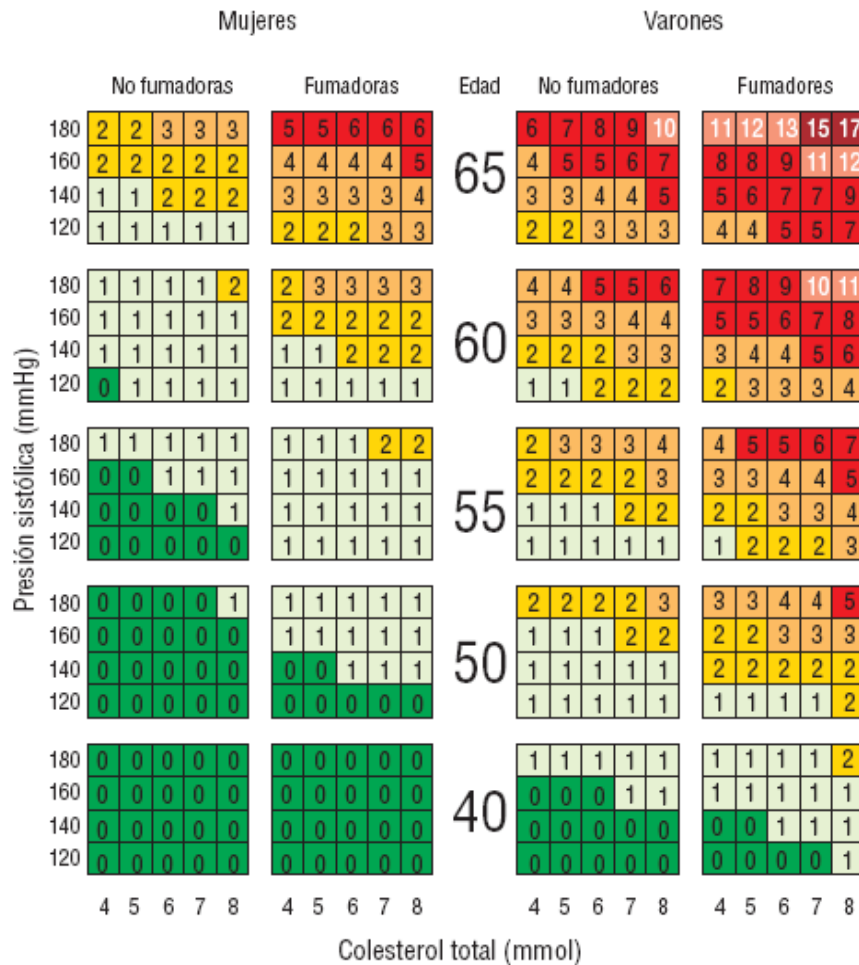 Mujeres Varones
No fumadoras Fumadoras Edad No fumadores Fumadores
180 2 2 3 3 3 5 5 6 6 6 6 7 8 9 10 11 12 13 15 17
160 2 2 2 2 2 4 4 4 4 5 4 5 5 6 7 8 8 9 11 12
65
140 1 1 2 2 2 3 3 3 3 4 3 3 4 4 5 5 6 7 7 9
120 1 1 1 1 1 2 2 2 3 3 2 2 3 3 3 4 4 5 5 7
180 1 1 1 1 2 2 3 3 3 3 4 4 5 5 6 7 8 9 10 11
160 1 1 1 1 1 2 2 2 2 2 3 3 3 4 4 5 5 6 7 8
60
140 1 1 1 1 1 1 1 2 2 2 2 2 2 3 3 3 4 4 5 6
120 0 1 1 1 1 1 1 1 1 1 1 1 2 2 2 2 3 3 3 4
Presión sistólica (mmHg)
180 1 1 1 1 1 1 1 1 2 2 2 3 3 3 4 4 5 5 6 7
160 0 0 1 1 1 1 1 1 1 1 2 2 2 2 3 3 3 4 4 5
55
140 0 0 0 0 1 1 1 1 1 1 1 1 1 2 2 2 2 3 3 4
120 0 0 0 0 0 1 1 1 1 1 1 1 1 1 1 1 2 2 2 3
180 0 0 0 0 1 1 1 1 1 1 2 2 2 2 3 3 3 4 4 5
160 0 0 0 0 0 1 1 1 1 1 1 1 1 2 2 2 2 3 3 3
50
140 0 0 0 0 0 0 0 1 1 1 1 1 1 1 1 2 2 2 2 2
120 0 0 0 0 0 0 0 0 0 0 1 1 1 1 1 1 1 1 1 2
180 0 0 0 0 0 0 0 0 0 0 1 1 1 1 1 1 1 1 1 2
160 0 0 0 0 0 0 0 0 0 0 0 0 0 1 1 1 1 1 1 1
40
140 0 0 0 0 0 0 0 0 0 0 0 0 0 0 0 0 0 1 1 1
120 0 0 0 0 0 0 0 0 0 0 0 0 0 0 0 0 0 0 0 1
4 5 6 7 8 4 5 6 7 8 4 5 6 7 8 4 5 6 7 8
Colesterol total (mmol)